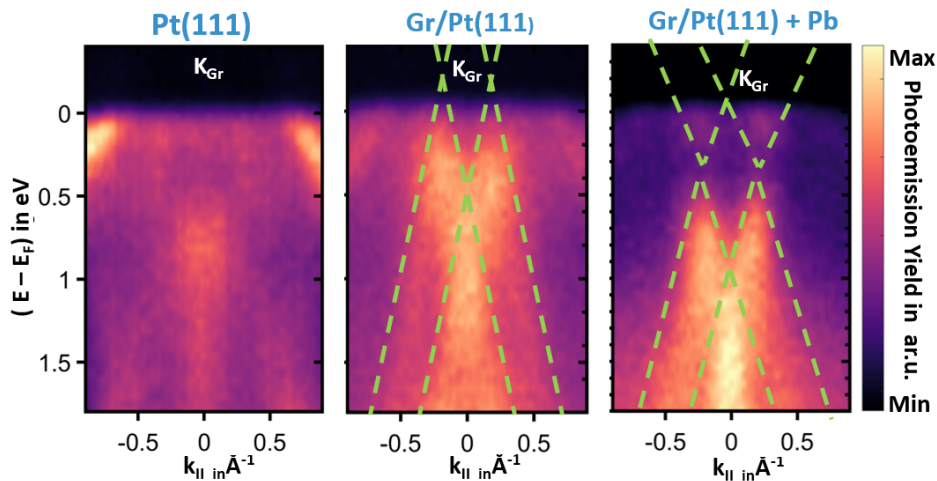 Pt(111)
Gr/Pt(111)
Gr/Pt(111) + Pb
K_Gr
K_Gr
K_Gr
Max
Photoemission Yield in ar.u.
Min
( E − E_F) in eV
0
0.5
1
1.5
-0.5 0 0.5
-0.5 0 0.5
-0.5 0 0.5
k_II in Å⁻¹
k_II in Å⁻¹
k_II in Å⁻¹